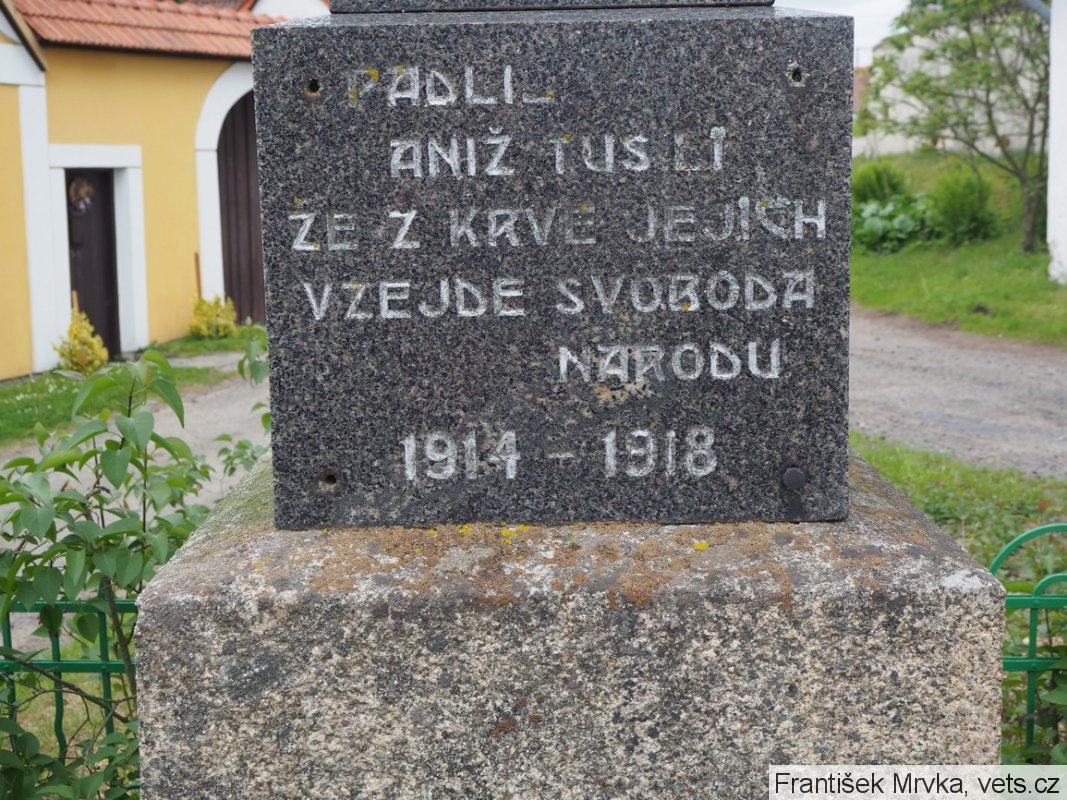 PADLI
ANIŽ TUŠILI
ŽE Z KRVE JEJICH
VZEJDE SVOBODA
NÁRODU
1914 - 1918
František Mrvka, vets.cz